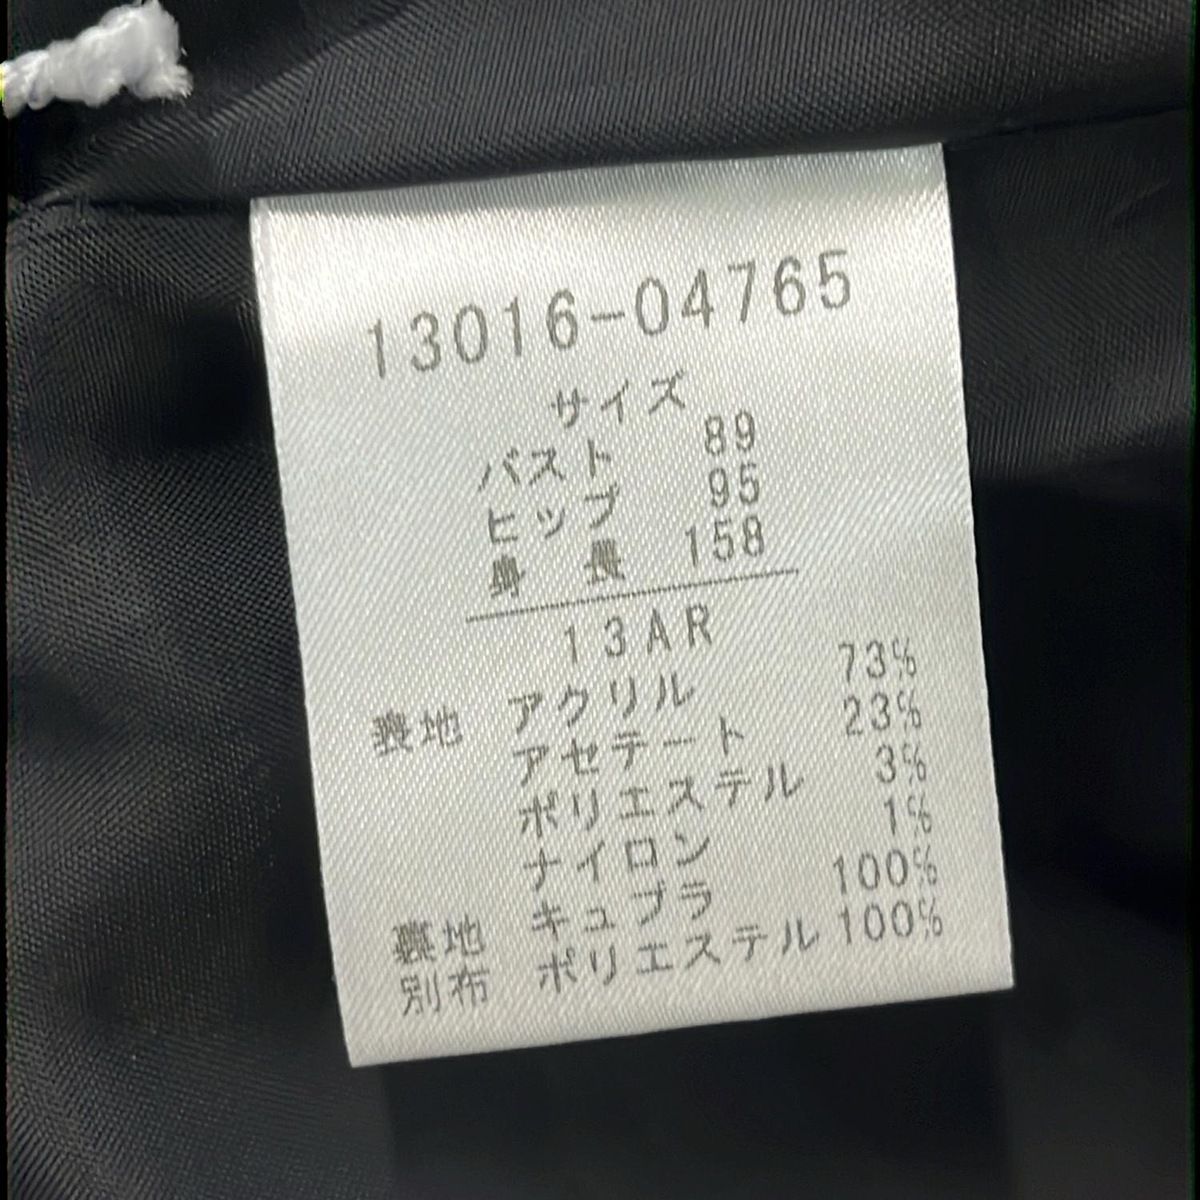 13016-04765
サイズ
バスト 89
ヒップ 95
身 長 158
13AR
表地 アクリル 73%
アセテート 23%
ポリエステル 3%
ナイロン 1%
裏地 キュプラ 100%
別布 ポリエステル 100%